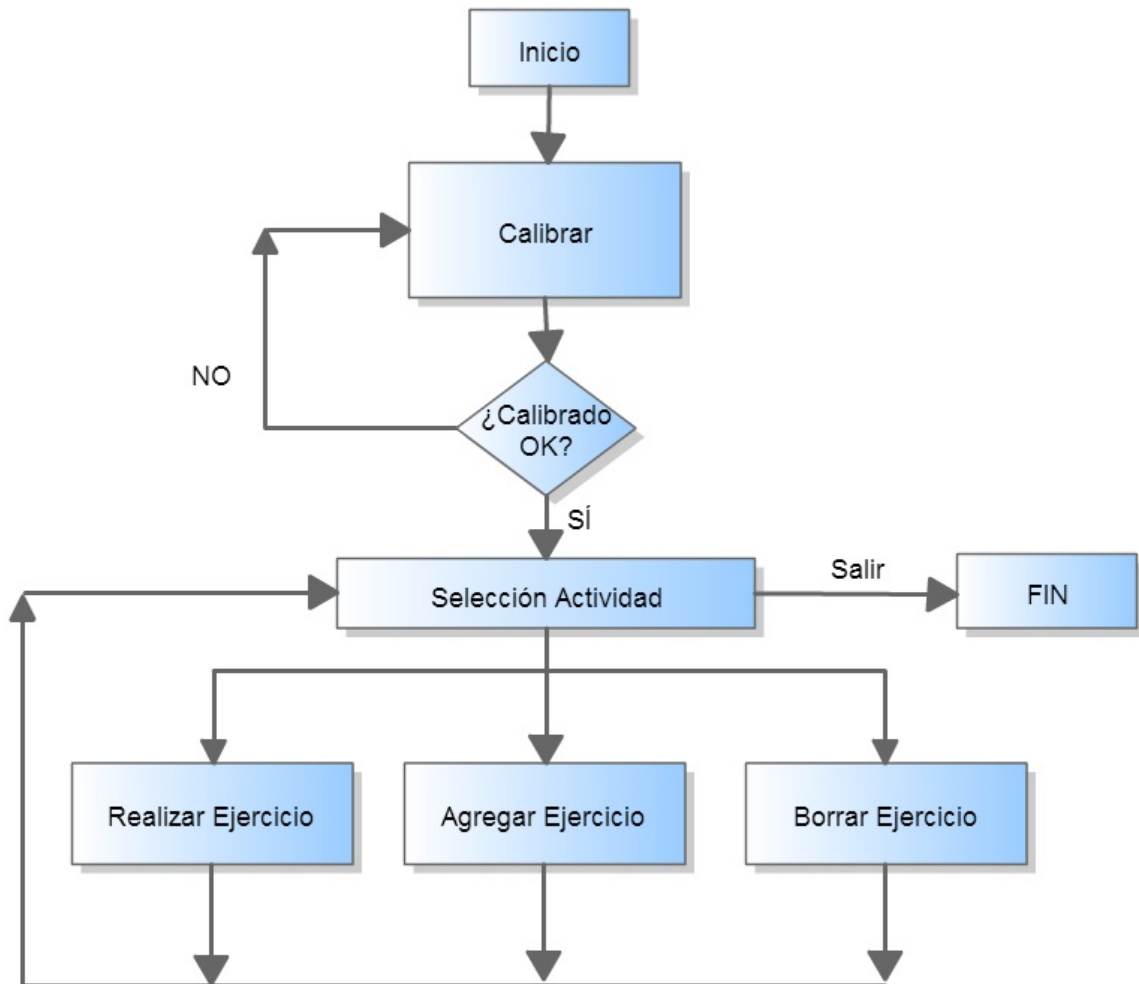 Inicio
Calibrar
NO
¿Calibrado
OK?
SÍ
Selección Actividad
Salir
FIN
Realizar Ejercicio
Agregar Ejercicio
Borrar Ejercicio